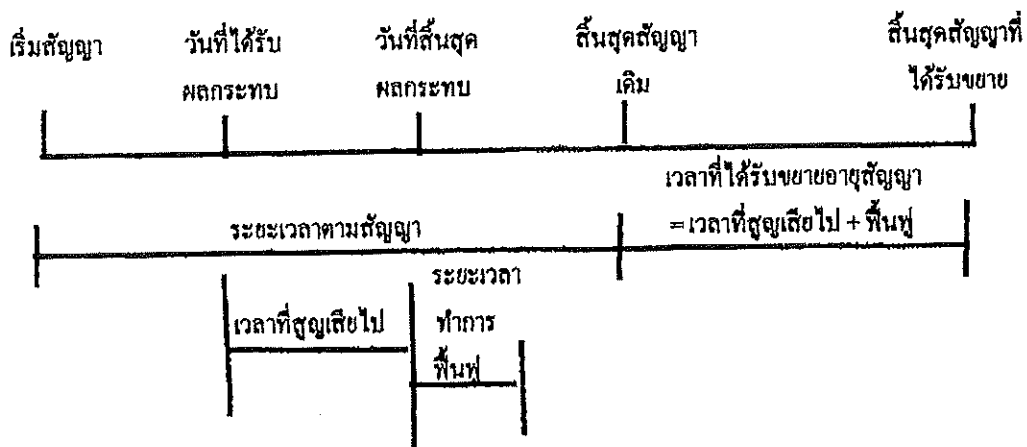 เริ่มสัญญา
วันที่ได้รับ
ผลกระทบ
วันที่สิ้นสุด
ผลกระทบ
สิ้นสุดสัญญา
เดิม
สิ้นสุดสัญญาที่
ได้รับขยาย
เวลาที่ได้รับขยายอายุสัญญา
=เวลาที่สูญเสียไป + ฟื้นฟู
ระยะเวลาตามสัญญา
เวลาที่สูญเสียไป
ระยะเวลา
ทำการ
ฟื้นฟู